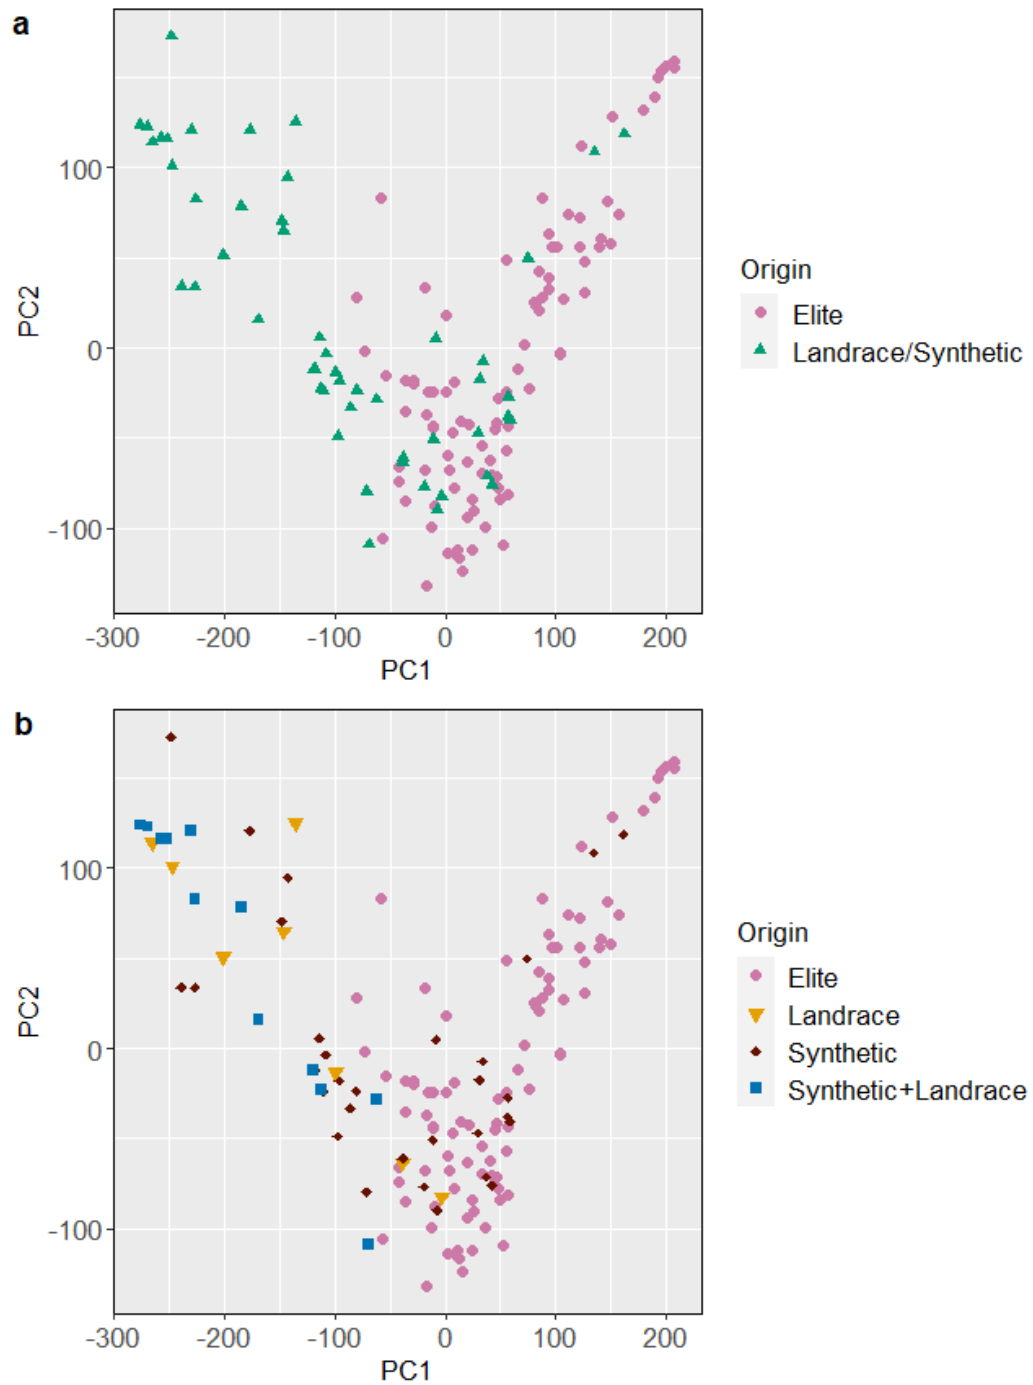 a
PC2
100
0
-100
-300
-200
-100
0
100
200
PC1
Origin
Elite
Landrace/Synthetic
b
PC2
100
0
-100
-300
-200
-100
0
100
200
PC1
Origin
Elite
Landrace
Synthetic
Synthetic+Landrace